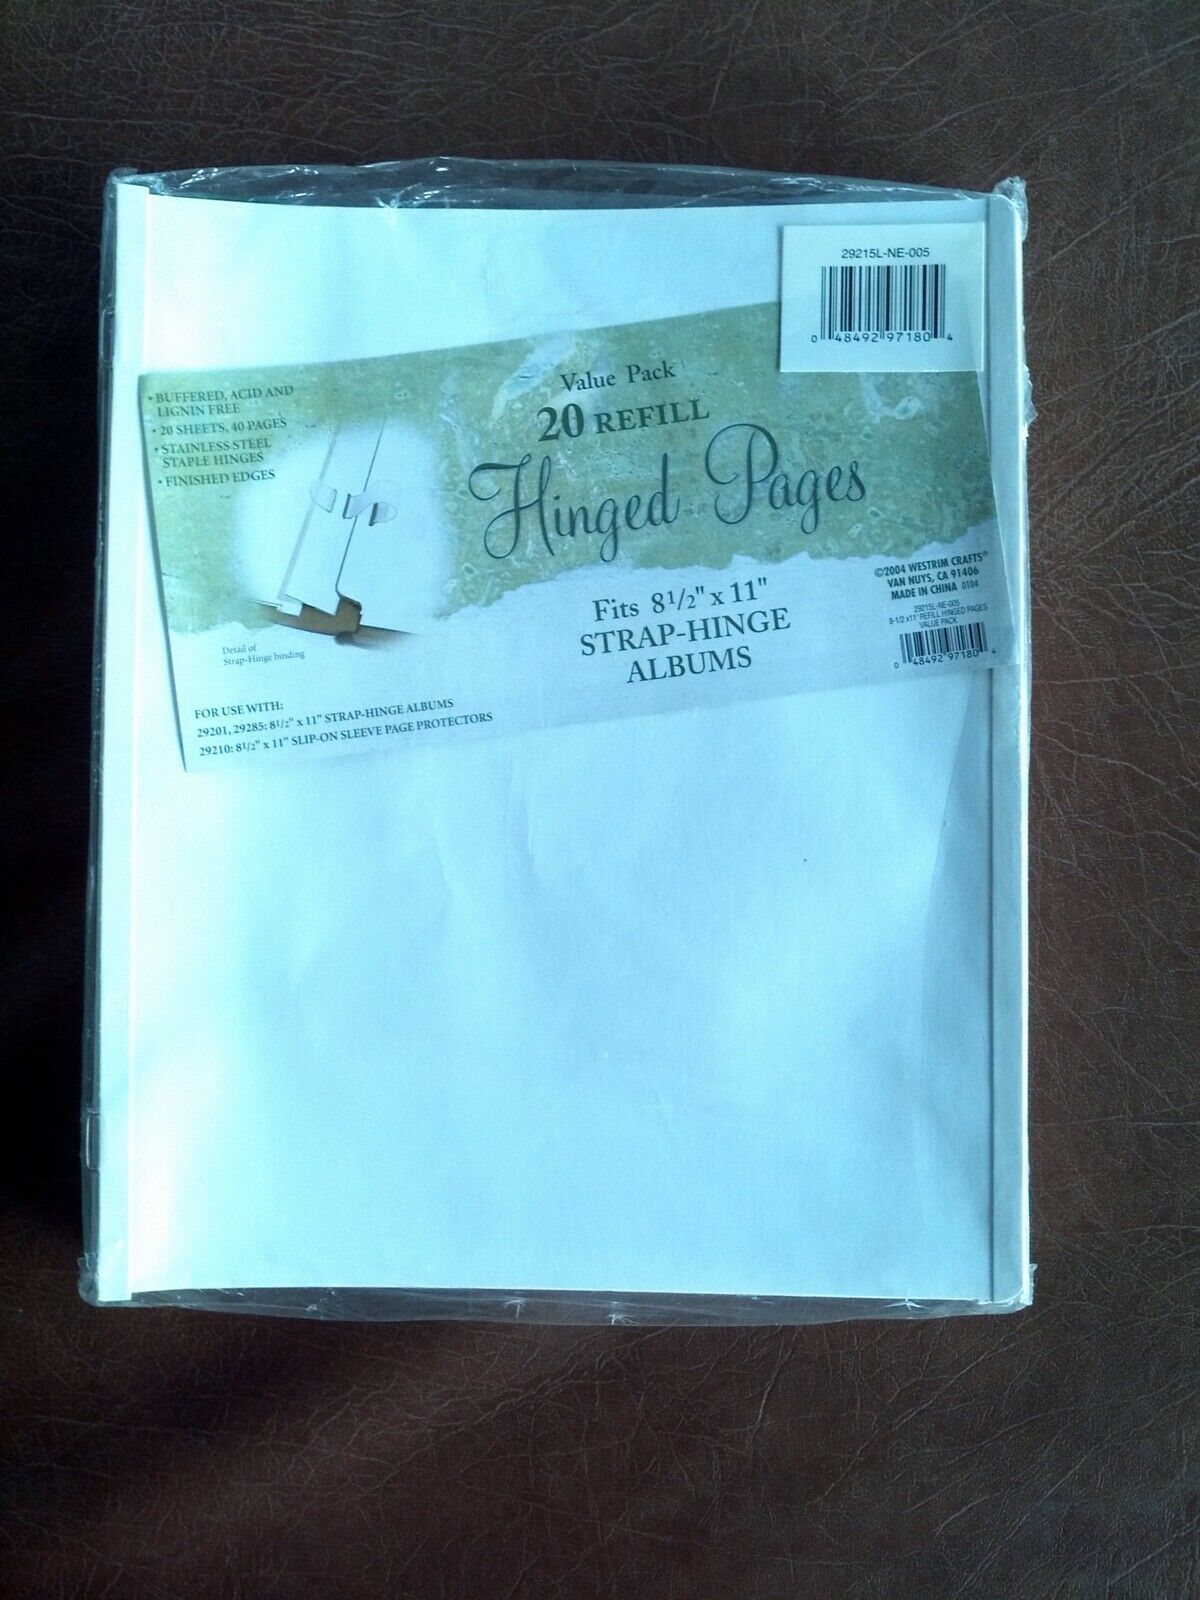 29215L-NE-005
0 48492 97180 4
• BUFFERED, ACID AND
LIGNIN FREE
• 20 SHEETS, 40 PAGES
• STAINLESS STEEL
STAPLE HINGES
• FINISHED EDGES
Value Pack
20 REFILL
Hinged Pages
Fits 8 1/2" x 11"
STRAP-HINGE
ALBUMS
Detail of
Strap-Hinge binding
©2004 WESTRIM CRAFTS®
VAN NUYS, CA 91406
MADE IN CHINA 0104
29215L-NE-005
8-1/2 x11" REFILL HINGED PAGES
VALUE PACK
0 48492 97180 4
FOR USE WITH:
29201, 29285: 8 1/2" x 11" STRAP-HINGE ALBUMS
29210: 8 1/2" x 11" SLIP-ON SLEEVE PAGE PROTECTORS